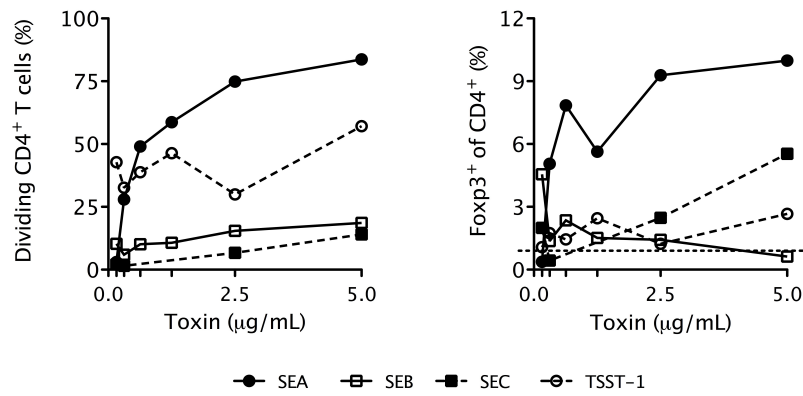 Dividing CD4+ T cells (%)
100
75
50
25
0
0.0 2.5 5.0
Toxin (μg/mL)
Foxp3+ of CD4+ (%)
12
9
6
3
0
0.0 2.5 5.0
Toxin (μg/mL)
SEA SEB SEC TSST-1